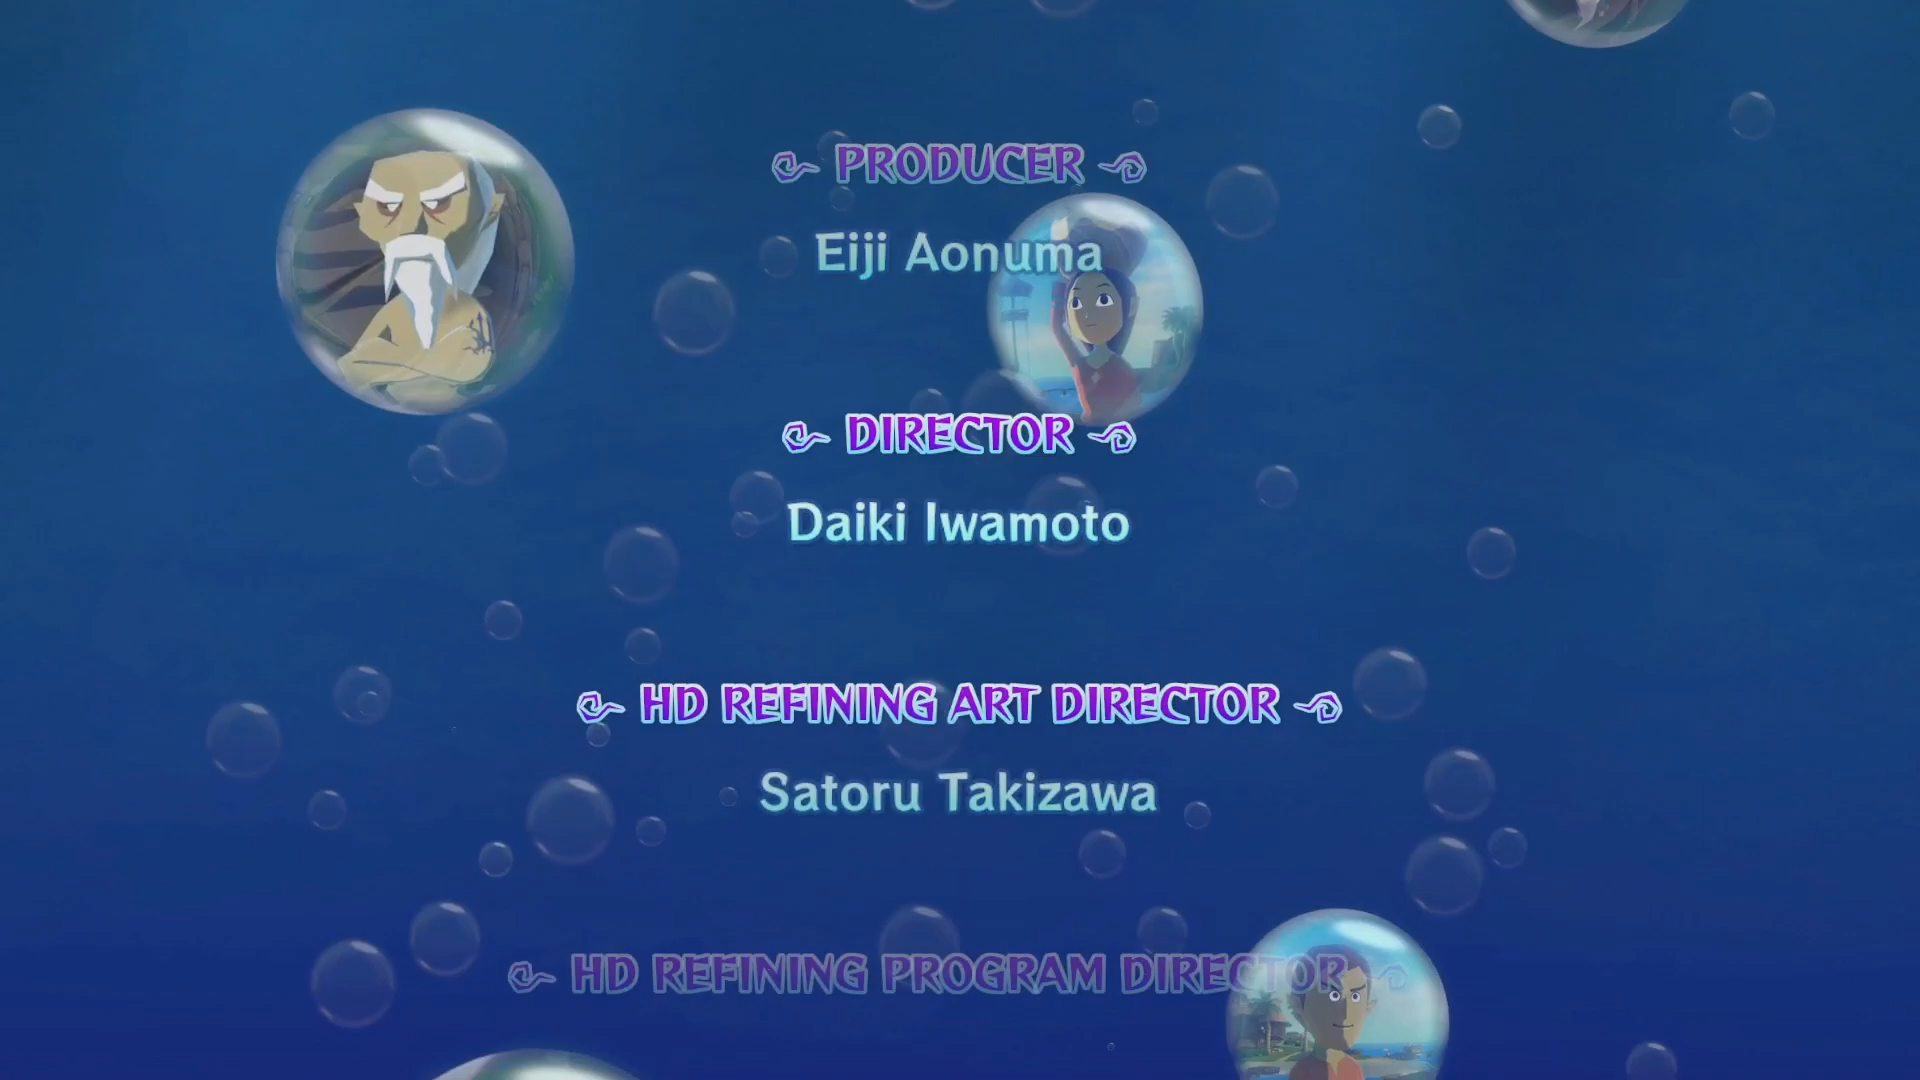 PRODUCER
Eiji Aonuma
DIRECTOR
Daiki Iwamoto
HD REFINING ART DIRECTOR
Satoru Takizawa
HD REFINING PROGRAM DIRECTOR